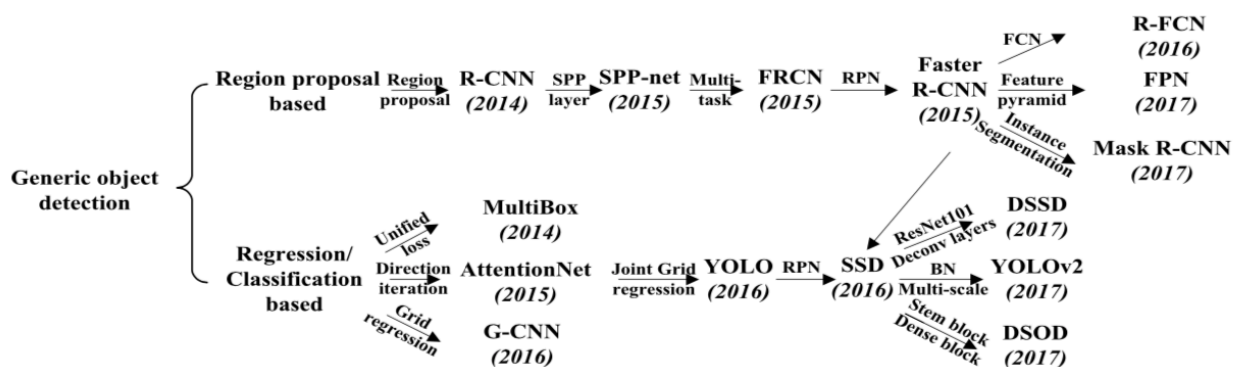 Generic object
detection
Region proposal
based
Region
proposal
R-CNN
(2014)
SPP
layer
SPP-net
(2015)
Multi-
task
FRCN
(2015)
RPN
Faster
R-CNN
(2015)
FCN
R-FCN
(2016)
Feature
pyramid
FPN
(2017)
Instance
Segmentation
Mask R-CNN
(2017)
Regression/
Classification
based
Unified
loss
MultiBox
(2014)
Direction
iteration
AttentionNet
(2015)
Grid
regression
G-CNN
(2016)
Joint Grid
regression
YOLO
(2016)
RPN
SSD
(2016)
ResNet101
Deconv layers
DSSD
(2017)
BN
Multi-scale
YOLOv2
(2017)
Stem block
Dense block
DSOD
(2017)